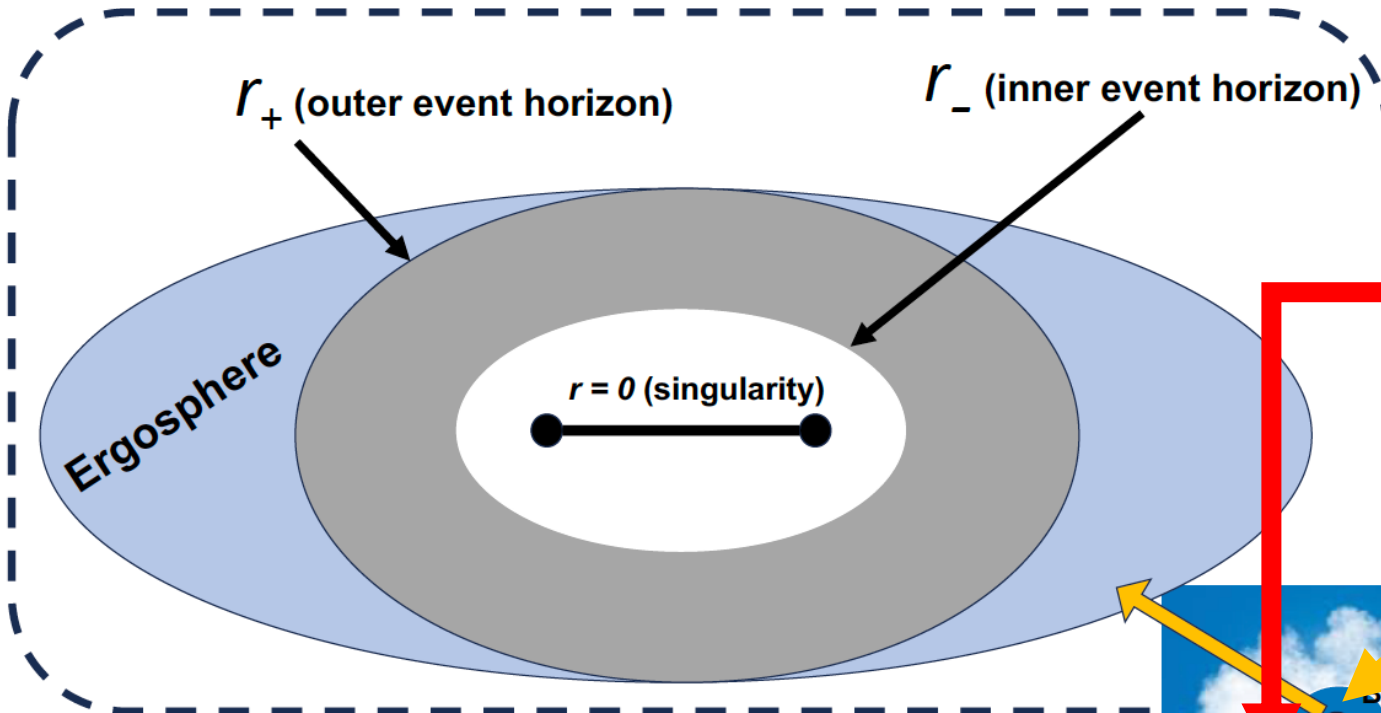 r₊ (outer event horizon)
r₋ (inner event horizon)
r = 0 (singularity)
Ergosphere